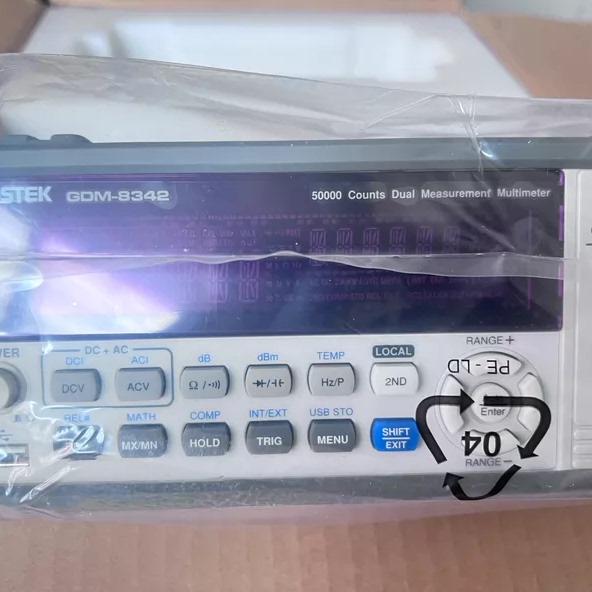 STEK GDM-8342 50000 Counts Dual Measurement Multimeter
RANGE +
DC + AC
LOCAL
WER DCI ACI dB dBm TEMP
DCV ACV Ω Hz/P 2ND
PE-LD
Enter
REL# MATH COMP INT/EXT USB STO
MX/MN HOLD TRIG MENU SHIFT
EXIT
04
RANGE −